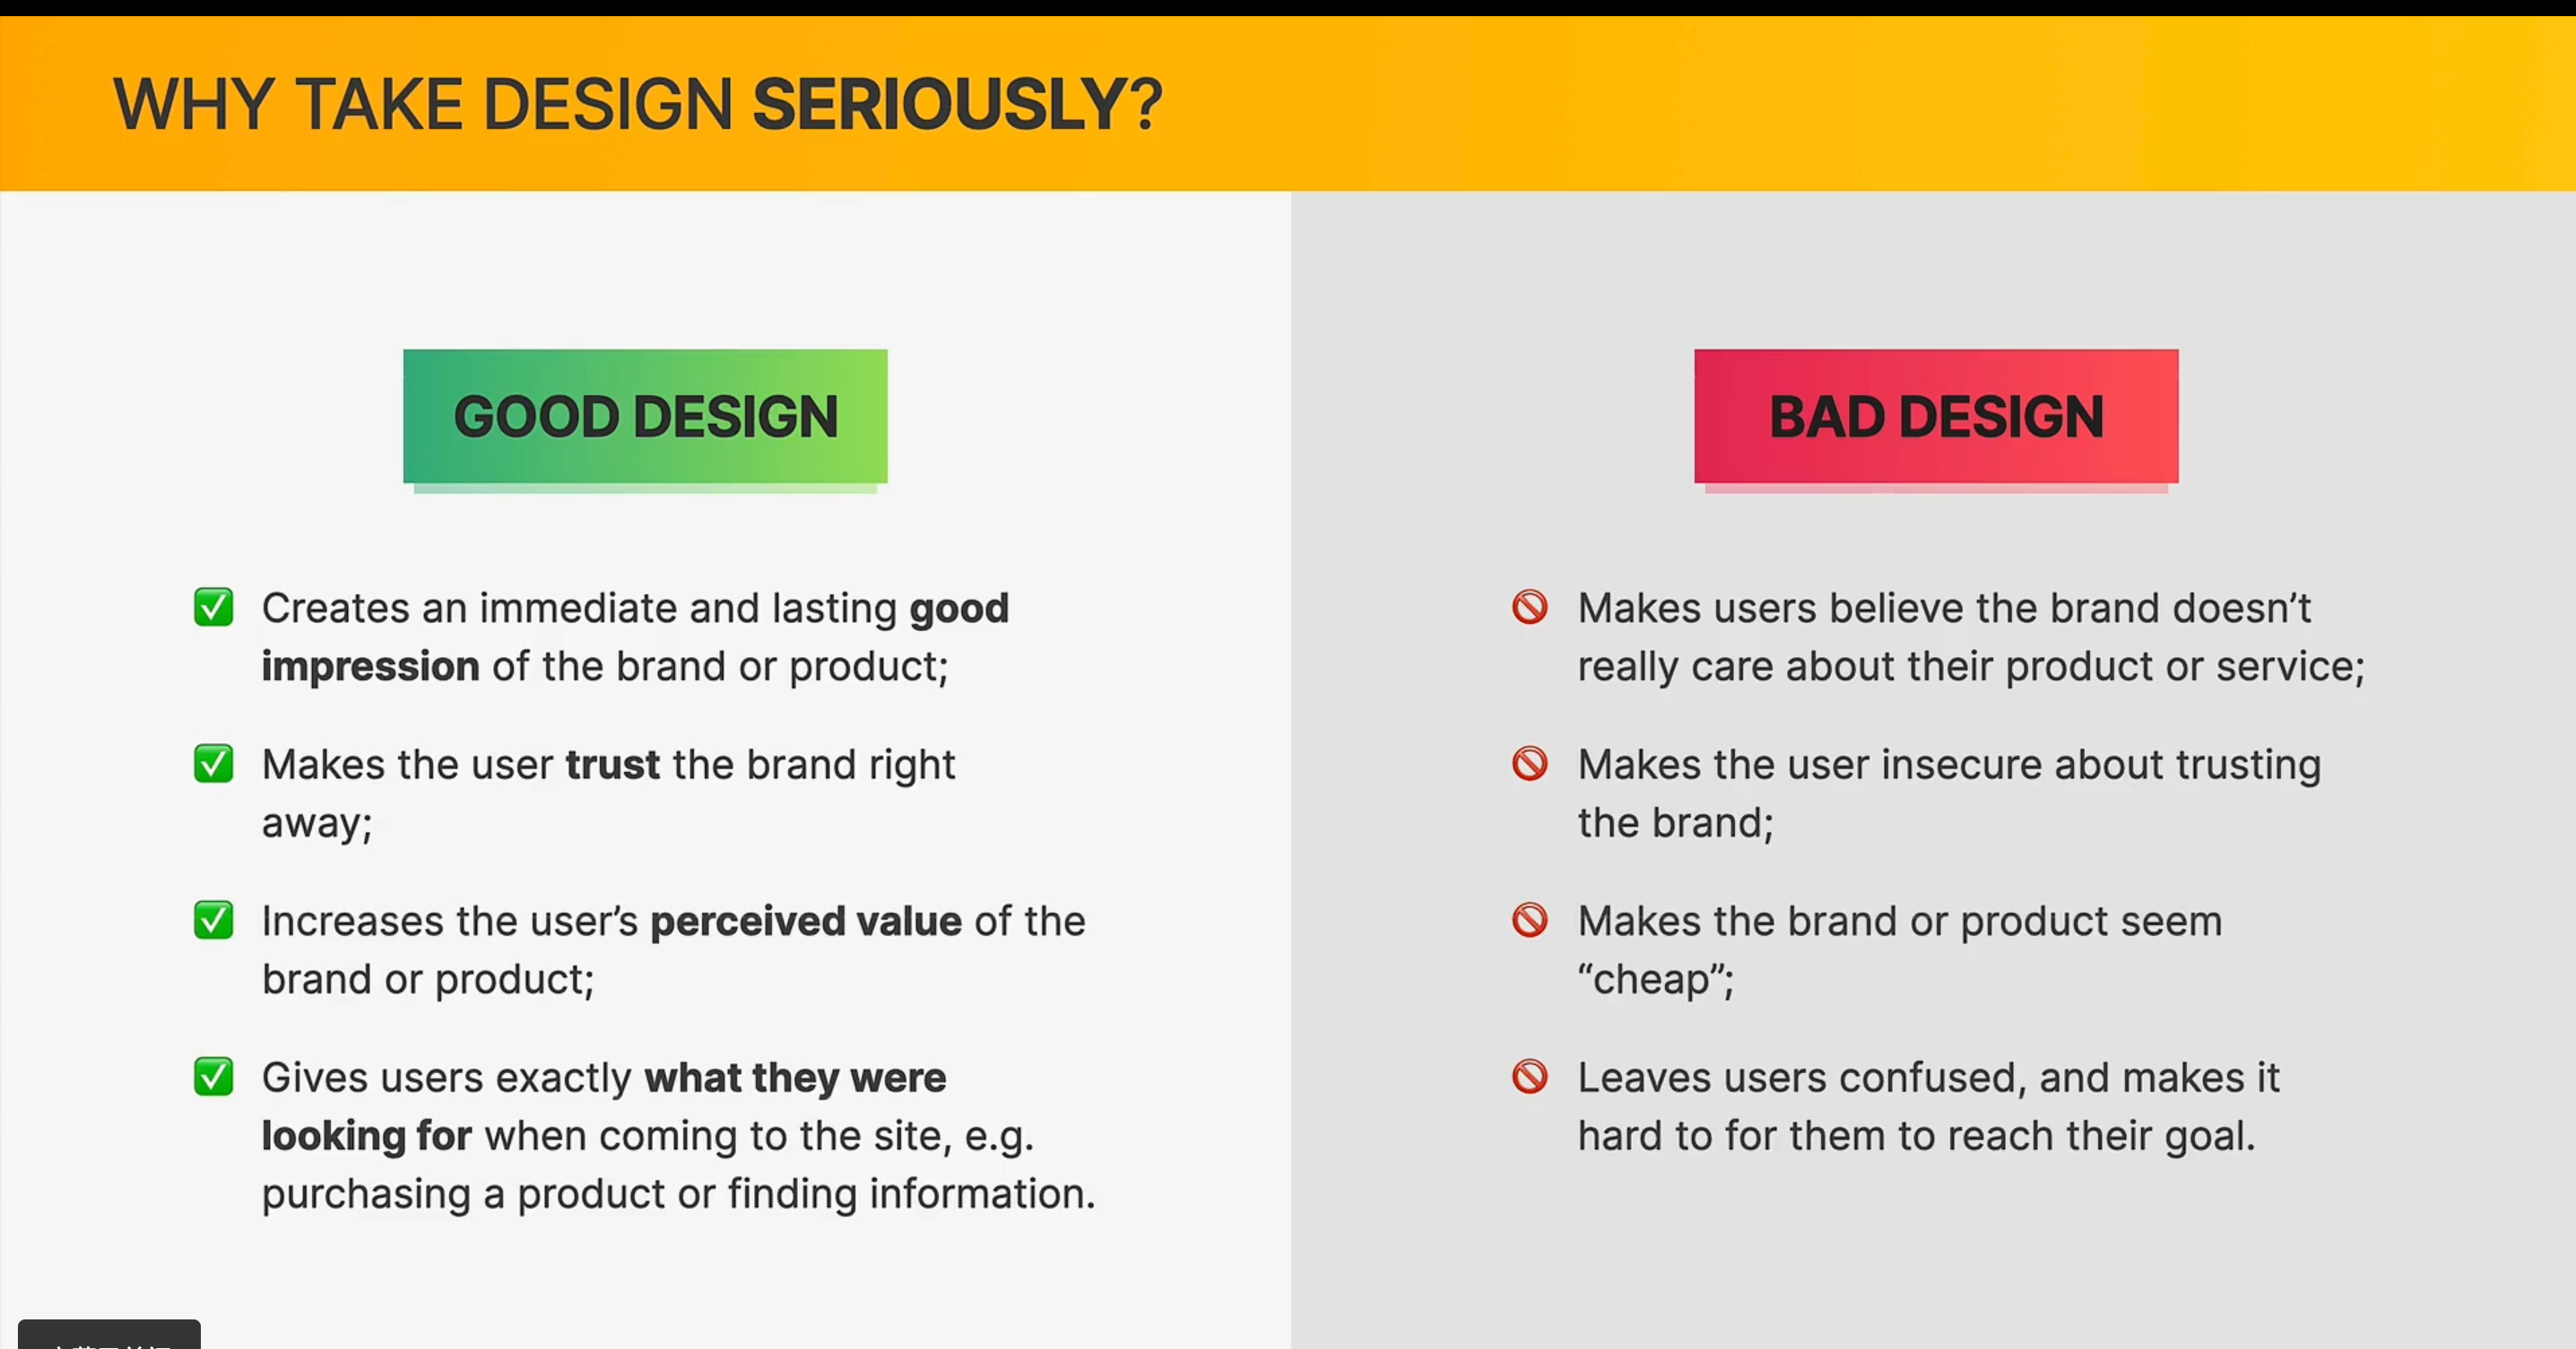 WHY TAKE DESIGN SERIOUSLY?
GOOD DESIGN
Creates an immediate and lasting good
impression of the brand or product;
Makes the user trust the brand right
away;
Increases the user’s perceived value of the
brand or product;
Gives users exactly what they were
looking for when coming to the site, e.g.
purchasing a product or finding information.
BAD DESIGN
Makes users believe the brand doesn’t
really care about their product or service;
Makes the user insecure about trusting
the brand;
Makes the brand or product seem
“cheap”;
Leaves users confused, and makes it
hard to for them to reach their goal.